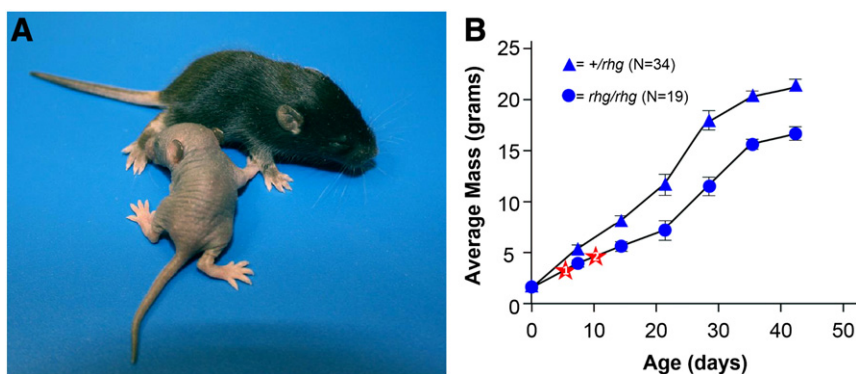 A
B
▲= +/rhg (N=34)
●= rhg/rhg (N=19)
Average Mass (grams)
25
20
15
10
5
0
0 10 20 30 40 50
Age (days)